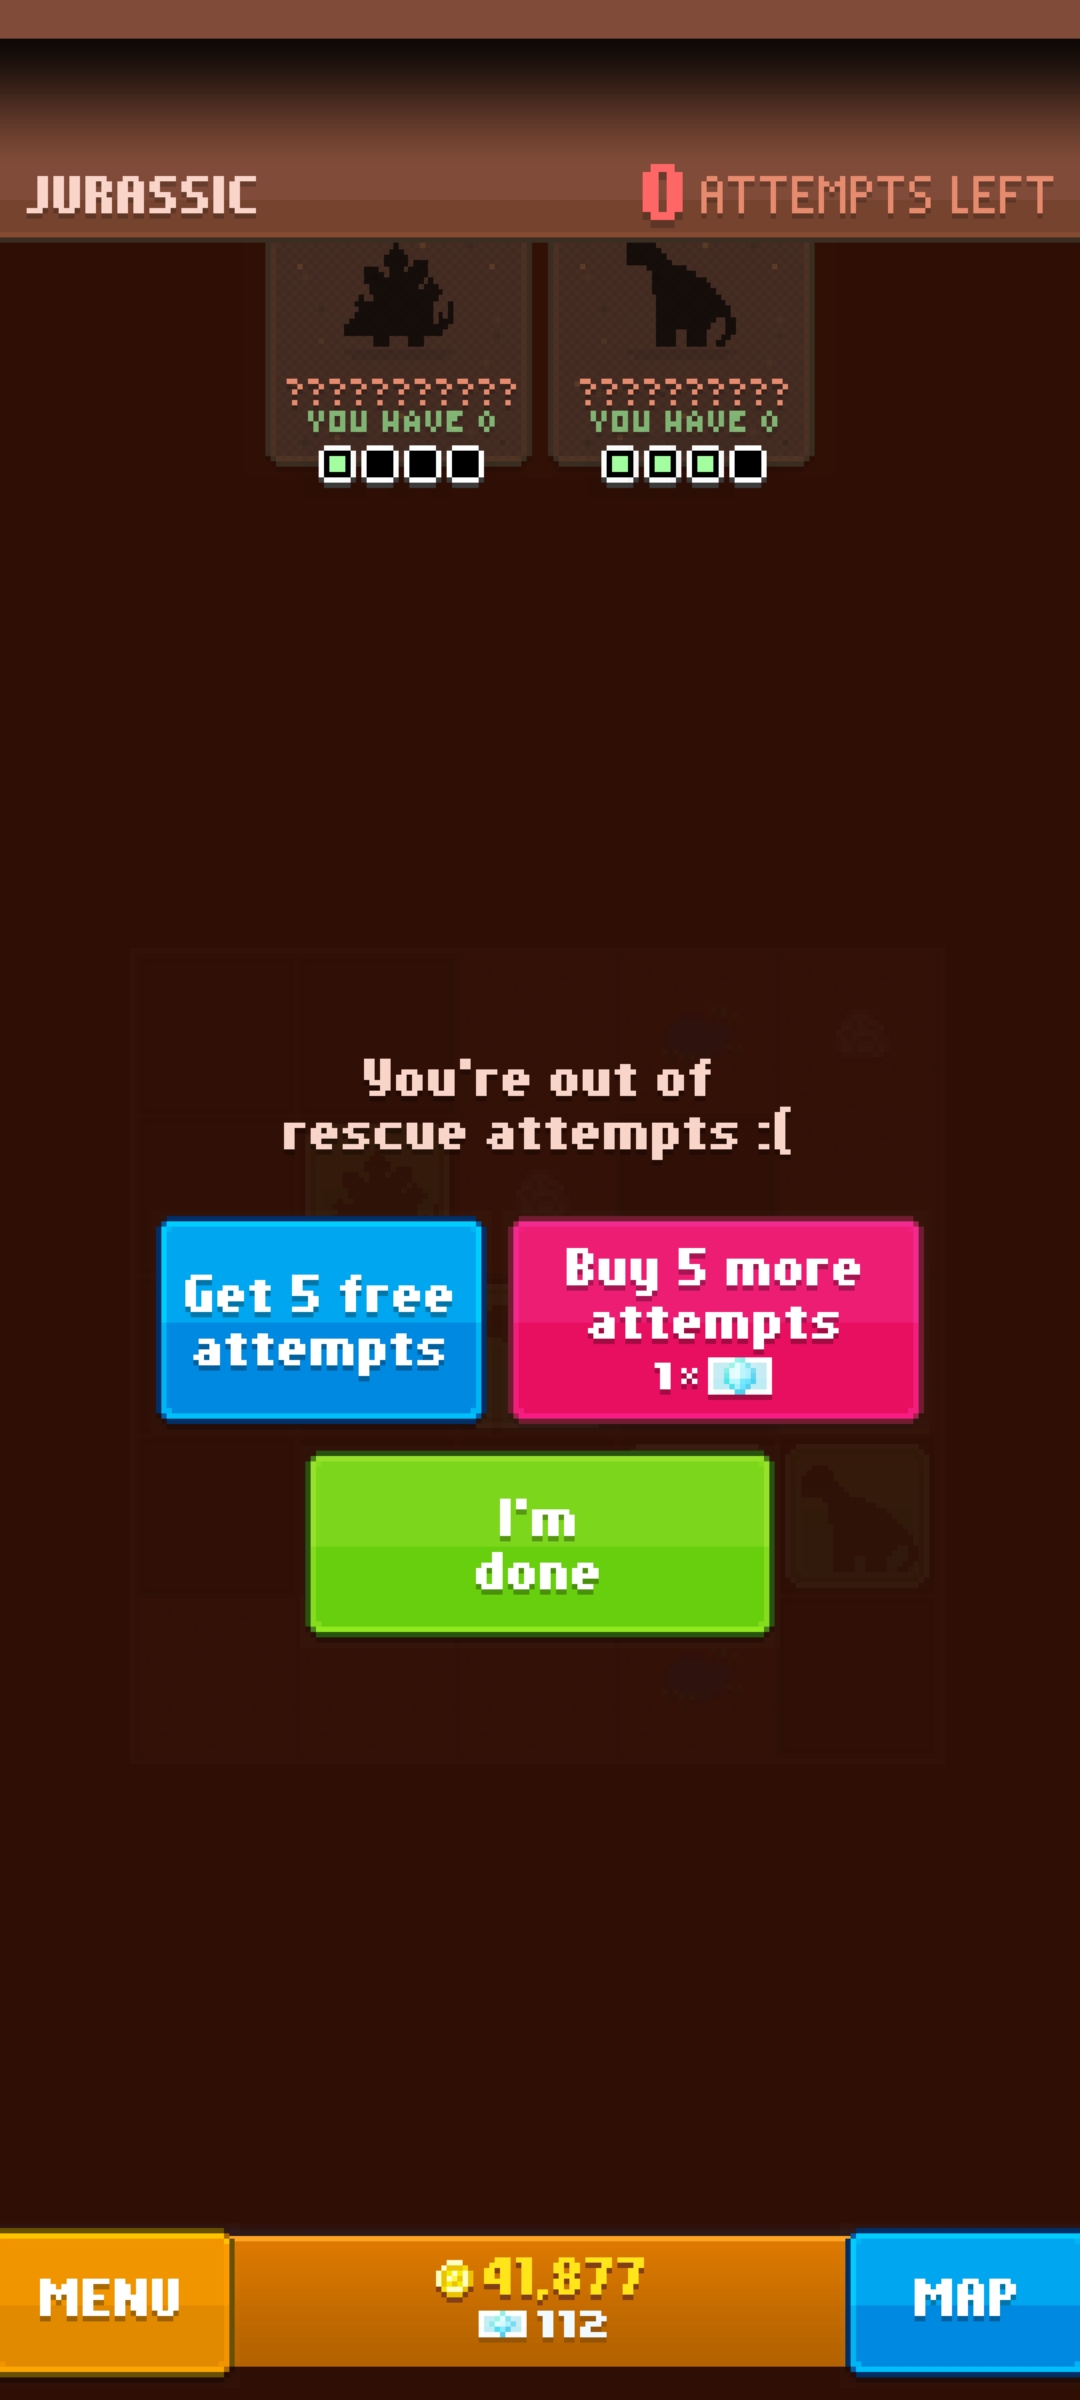 JURASSIC
0 ATTEMPTS LEFT
??????????? ??????????
YOU HAVE 0 YOU HAVE 0
You're out of
rescue attempts :(
Get 5 free
attempts
Buy 5 more
attempts
1×
I'm
done
MENU
41,877
112
MAP